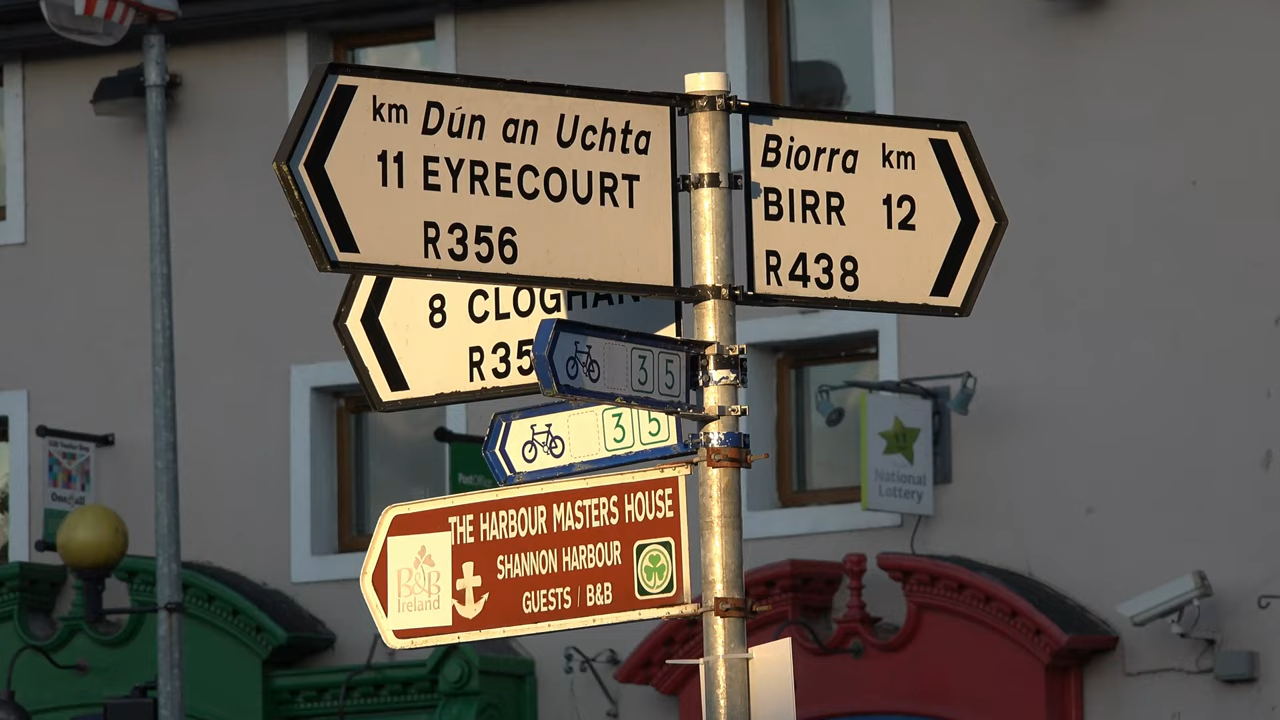 km Dún an Uchta
11 EYRECOURT
R356
Biorra km
BIRR 12
R438
8 CLOGHAN
R35
3 5
3 5
THE HARBOUR MASTERS HOUSE
SHANNON HARBOUR
GUESTS / B&B
B&B
Ireland
11
National
Lottery